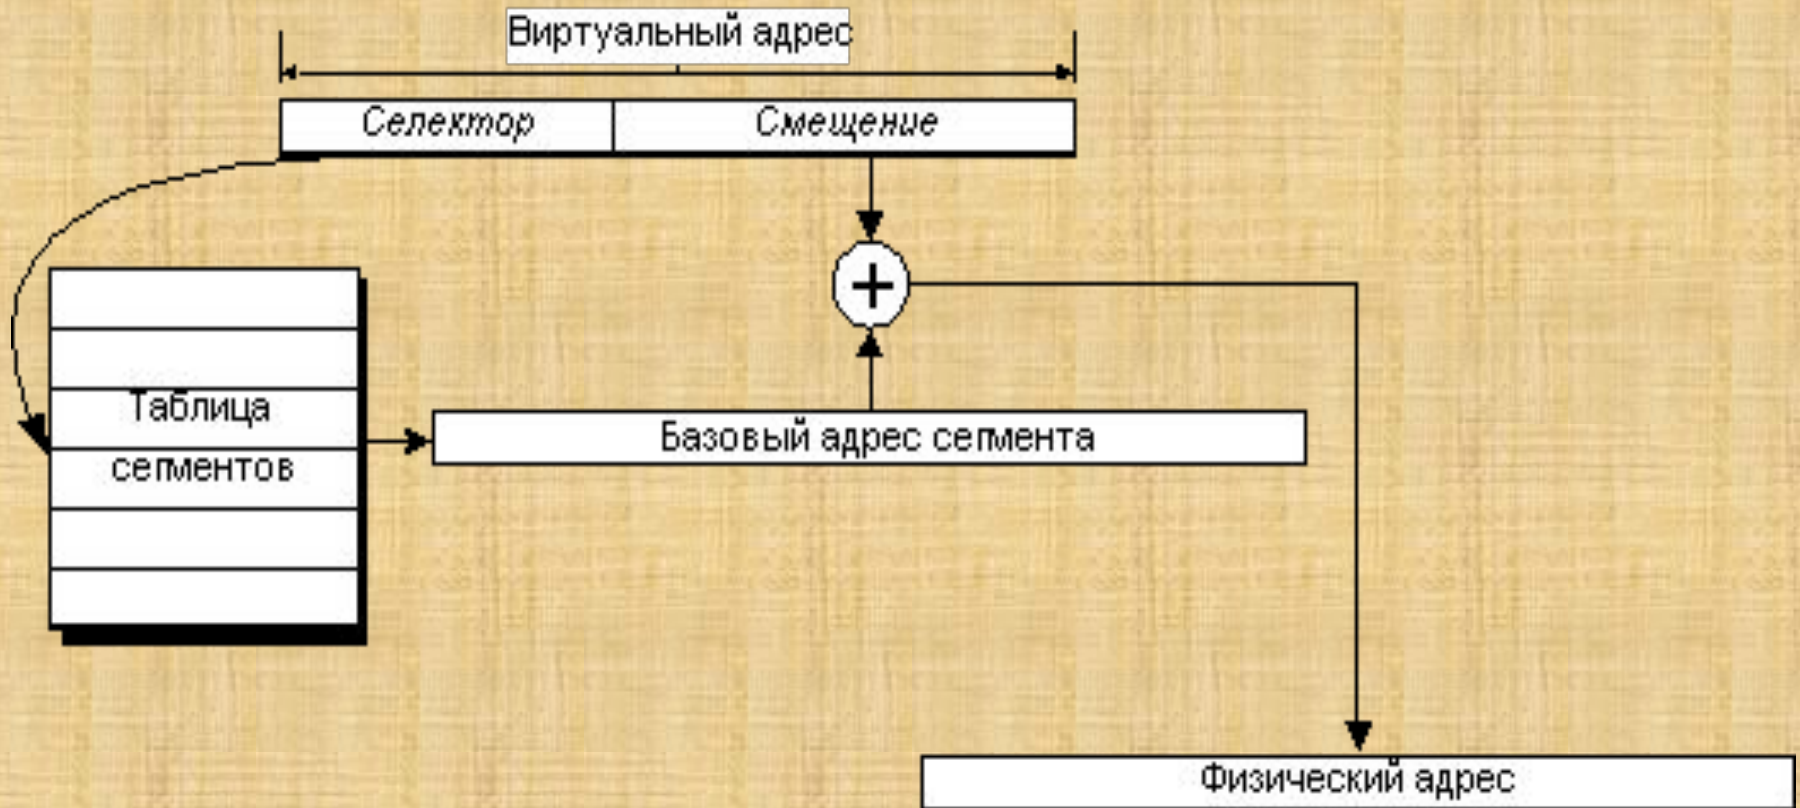 Виртуальный адрес
Селектор
Смещение
+
Таблица
сегментов
Базовый адрес сегмента
Физический адрес